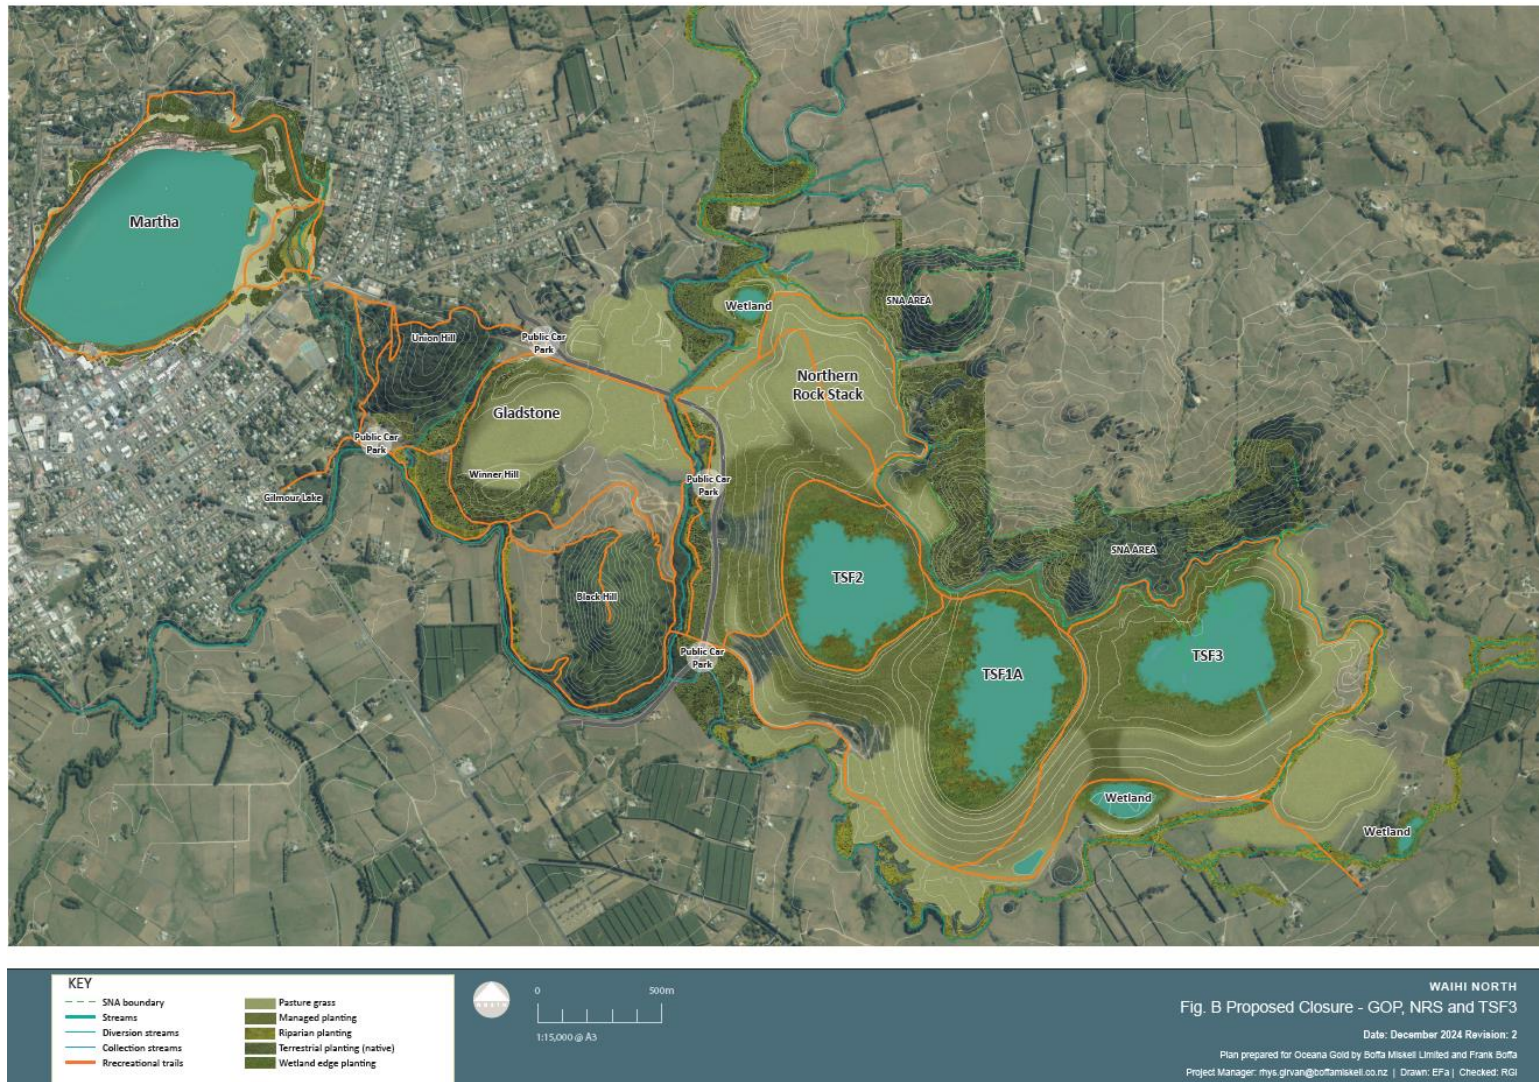 Martha
Union Hill
Public Car
Park
Wetland
SNA AREA
Northern
Rock Stack
Gladstone
Public Car
Park
Winner Hill
Gilmour Lake
Public Car
Park
SNA AREA
TSF2
Black Hill
Public Car
Park
TSF1A
TSF3
Wetland
Wetland
KEY
SNA boundary
Streams
Diversion streams
Collection streams
Rrecreational trails
Pasture grass
Managed planting
Riparian planting
Terrestrial planting (native)
Wetland edge planting
NORTH
0 500m
1:15,000 @ A3
WAIHI NORTH
Fig. B Proposed Closure - GOP, NRS and TSF3
Date: December 2024 Revision: 2
Plan prepared for Oceana Gold by Boffa Miskell Limited and Frank Boffa
Project Manager: rhys.girvan@boffamiskell.co.nz | Drawn: EFa | Checked: RGI